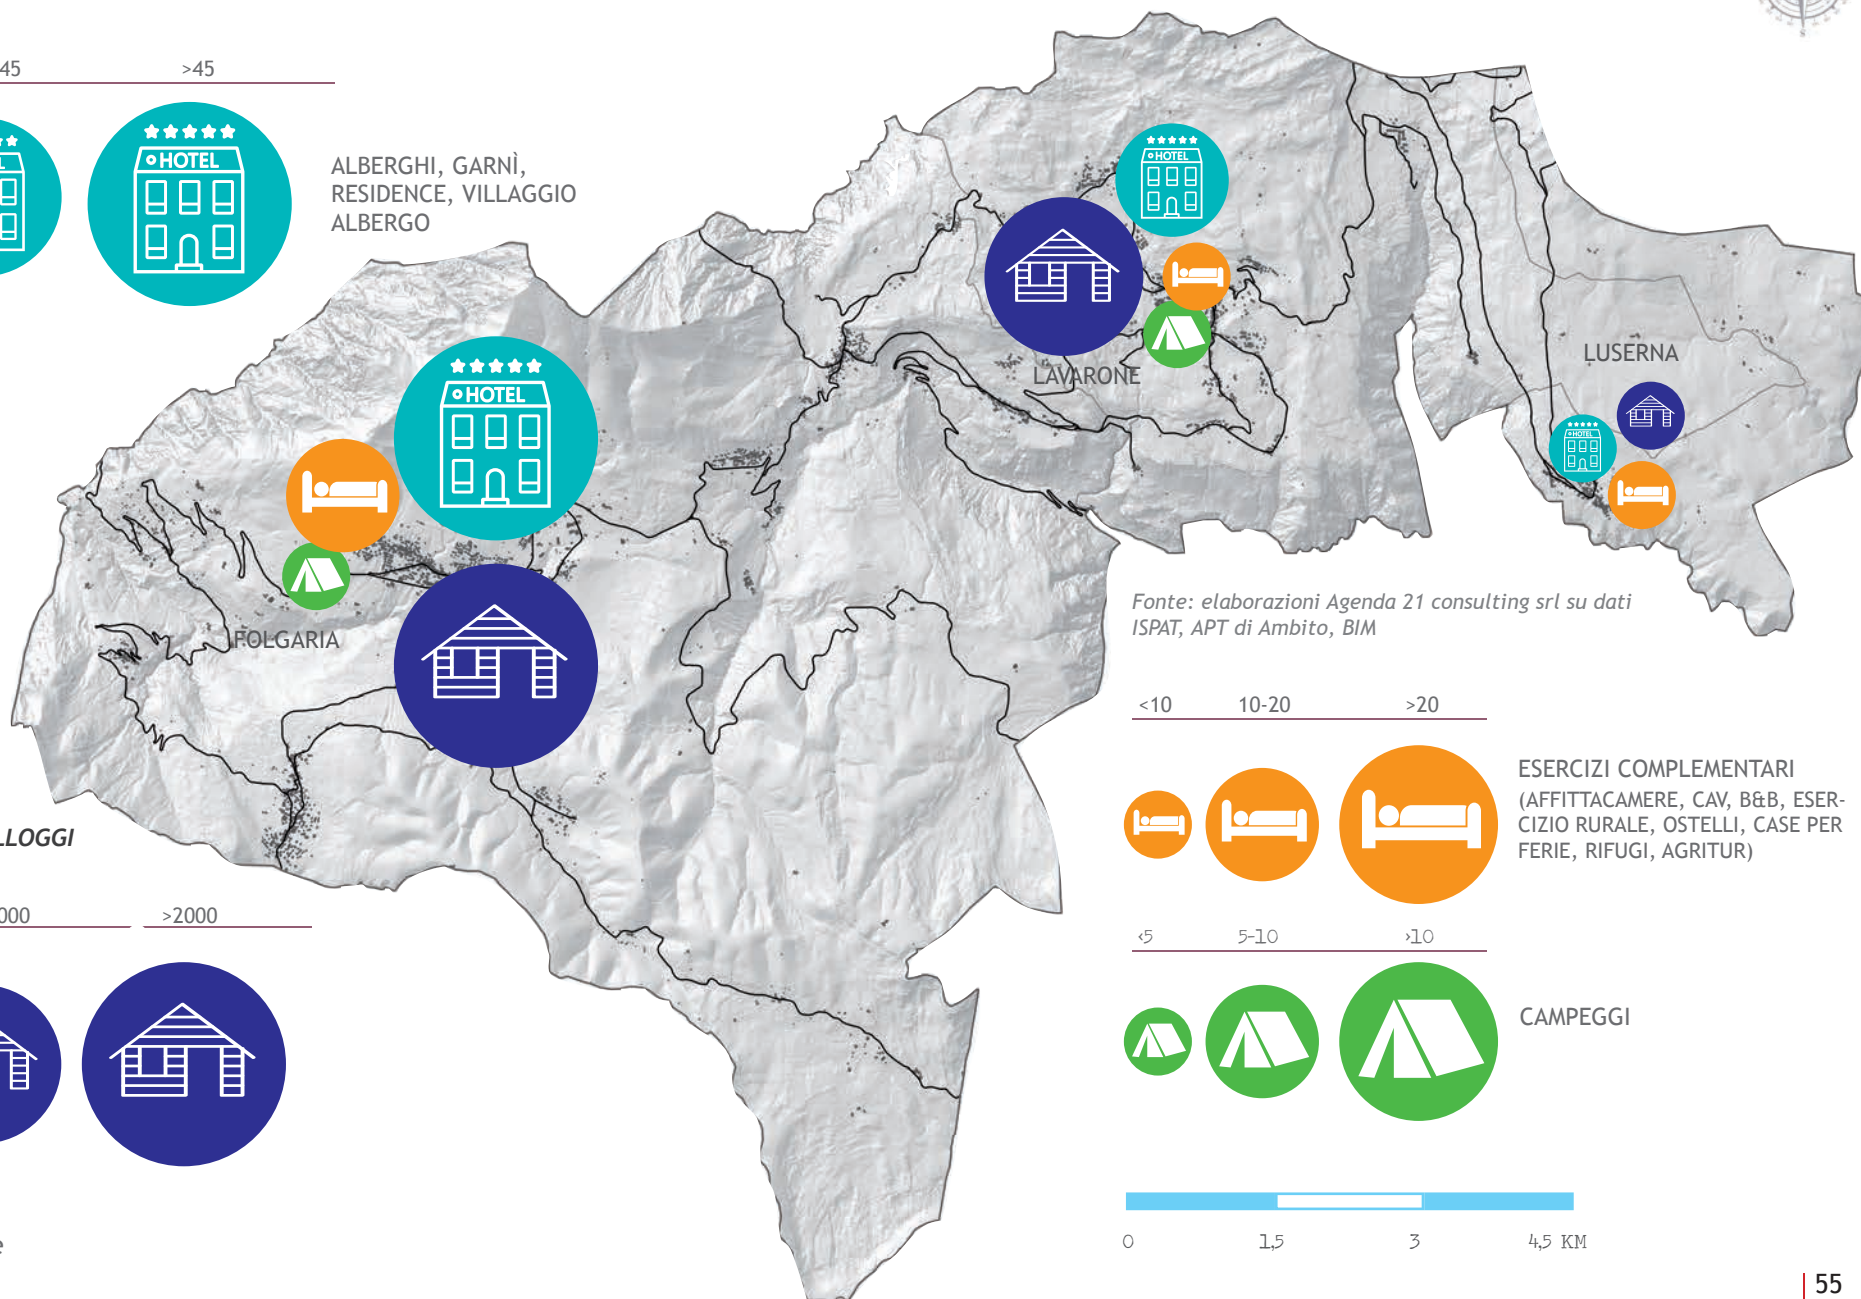 45
>45
HOTEL
ALBERGHI, GARNÌ,
RESIDENCE, VILLAGGIO
ALBERGO
HOTEL
HOTEL
LAVARONE
LUSERNA
HOTEL
FOLGARIA
Fonte: elaborazioni Agenda 21 consulting srl su dati
ISPAT, APT di Ambito, BIM
<10 10-20 >20
ESERCIZI COMPLEMENTARI
(AFFITTACAMERE, CAV, B&B, ESER-
CIZIO RURALE, OSTELLI, CASE PER
FERIE, RIFUGI, AGRITUR)
LLOGGI
000 >2000
<5 5-10 >10
CAMPEGGI
0 1,5 3 4,5 KM
e
55